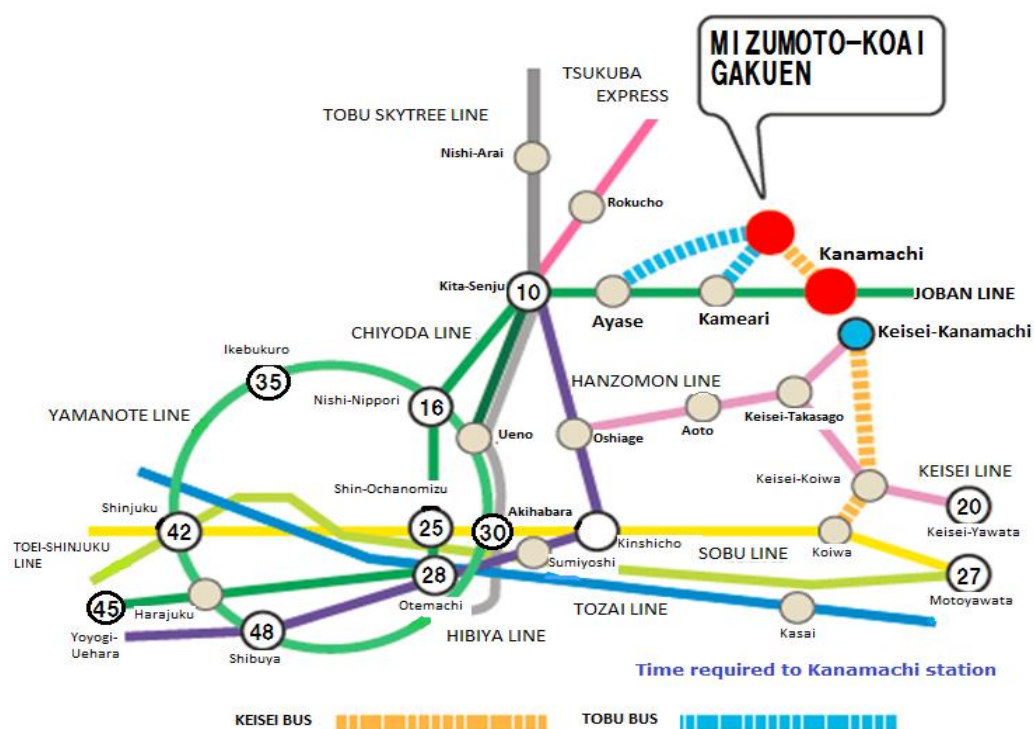 MIZUMOTO-KOAI
GAKUEN
TSUKUBA
EXPRESS
TOBU SKYTREE LINE
Nishi-Arai
Rokucho
Kanamachi
Kita-Senju
10
Ayase
Kameari
JOBAN LINE
CHIYODA LINE
Keisei-Kanamachi
Ikebukuro
35
HANZOMON LINE
YAMANOTE LINE
Nishi-Nippori
16
Ueno
Oshiage
Aoto
Keisei-Takasago
Keisei-Koiwa
KEISEI LINE
Shin-Ochanomizu
Shinjuku
42
25
Akihabara
30
20
Keisei-Yawata
TOEI-SHINJUKU
LINE
Kinshicho
SOBU LINE
Koiwa
Sumiyoshi
28
27
Otemachi
Motoyawata
45
Harajuku
TOZAI LINE
Yoyogi-
Uehara
48
Shibuya
HIBIYA LINE
Kasai
Time required to Kanamachi station
KEISEI BUS
TOBU BUS